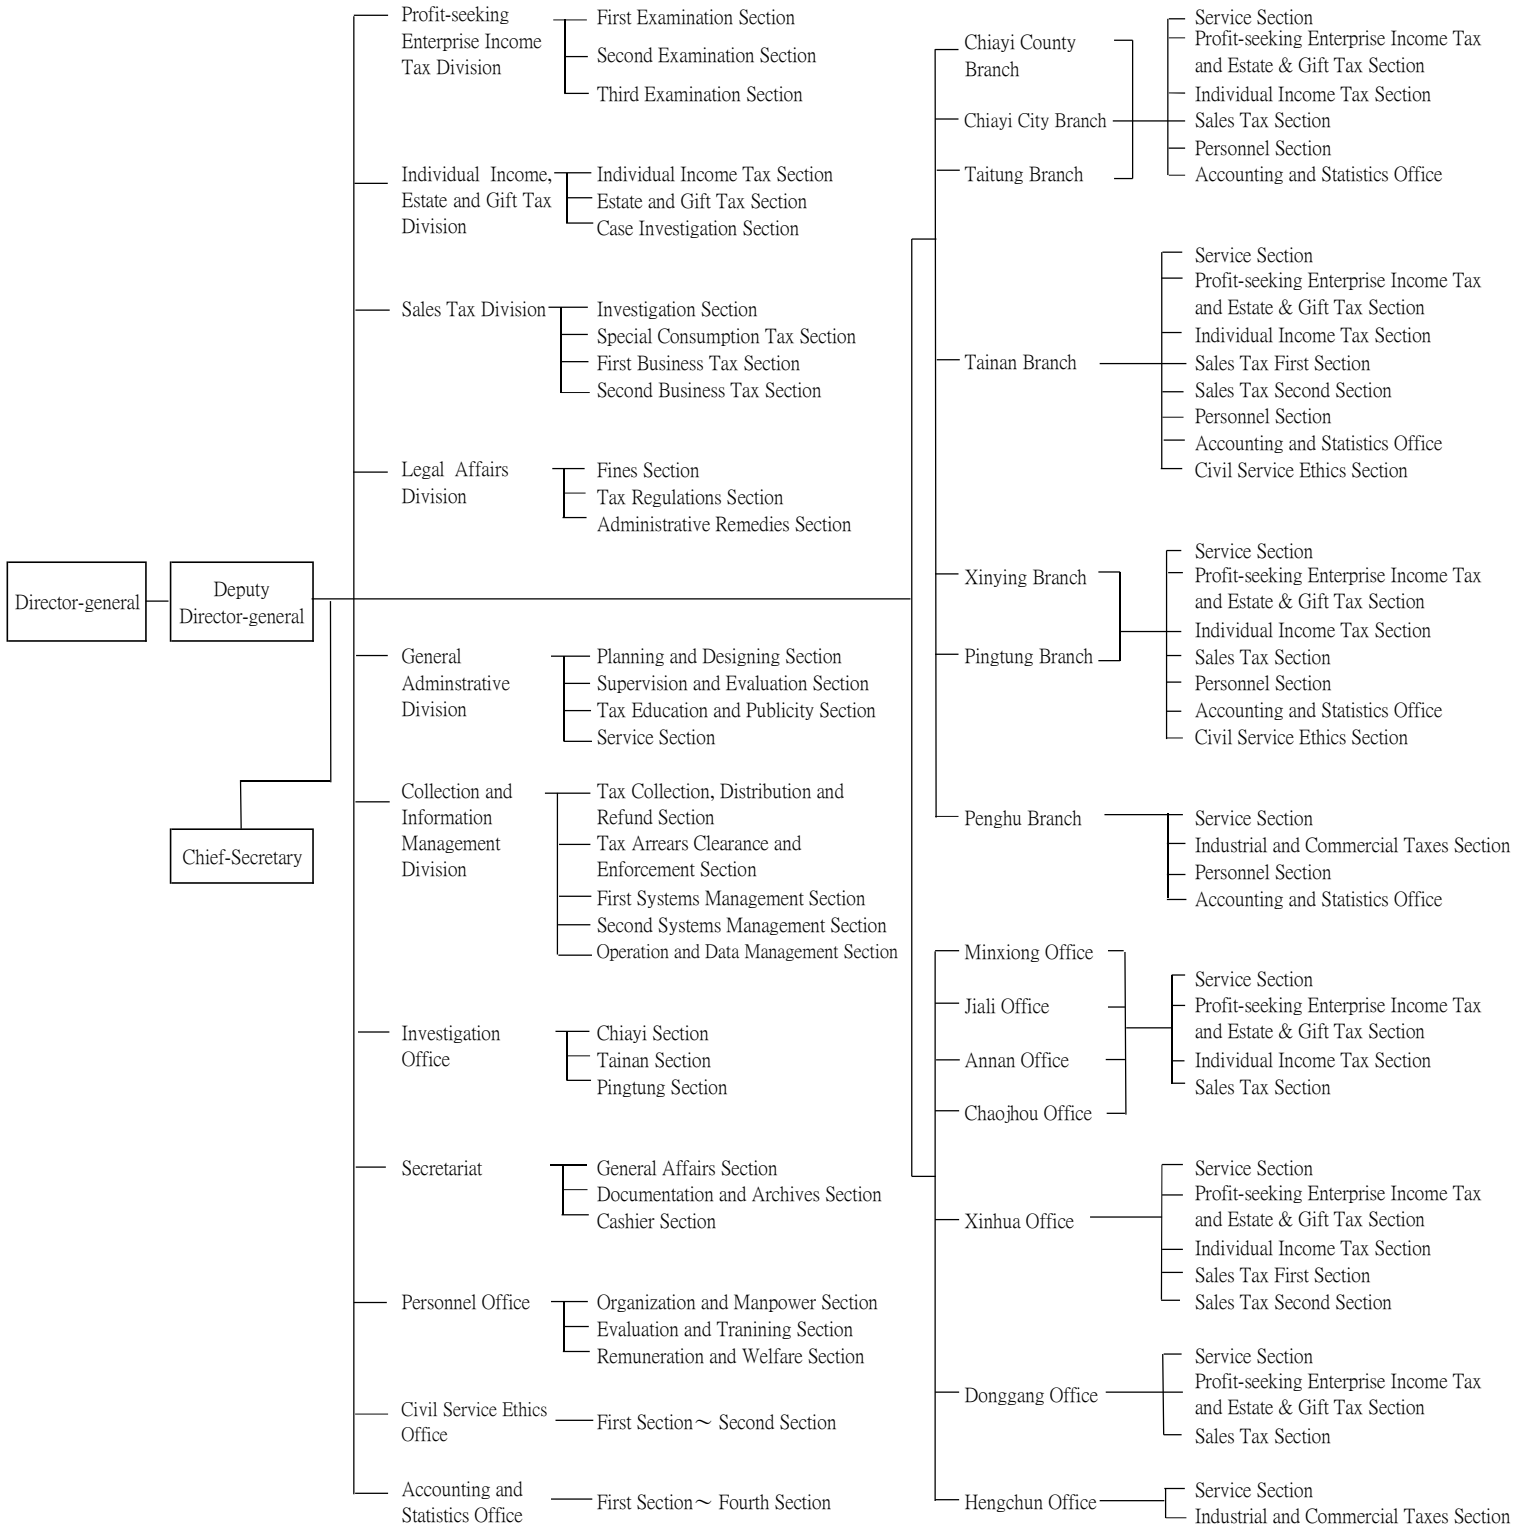 Director-general
Deputy
Director-general
Chief-Secretary
Profit-seeking
Enterprise Income
Tax Division
First Examination Section
Second Examination Section
Third Examination Section
Individual Income,
Estate and Gift Tax
Division
Individual Income Tax Section
Estate and Gift Tax Section
Case Investigation Section
Sales Tax Division
Investigation Section
Special Consumption Tax Section
First Business Tax Section
Second Business Tax Section
Legal Affairs
Division
Fines Section
Tax Regulations Section
Administrative Remedies Section
General
Adminstrative
Division
Planning and Designing Section
Supervision and Evaluation Section
Tax Education and Publicity Section
Service Section
Collection and
Information
Management
Division
Tax Collection, Distribution and
Refund Section
Tax Arrears Clearance and
Enforcement Section
First Systems Management Section
Second Systems Management Section
Operation and Data Management Section
Investigation
Office
Chiayi Section
Tainan Section
Pingtung Section
Secretariat
General Affairs Section
Documentation and Archives Section
Cashier Section
Personnel Office
Organization and Manpower Section
Evaluation and Tranining Section
Remuneration and Welfare Section
Civil Service Ethics
Office
First Section～ Second Section
Accounting and
Statistics Office
First Section～ Fourth Section
Chiayi County
Branch
Chiayi City Branch
Taitung Branch
Service Section
Profit-seeking Enterprise Income Tax
and Estate & Gift Tax Section
Individual Income Tax Section
Sales Tax Section
Personnel Section
Accounting and Statistics Office
Tainan Branch
Service Section
Profit-seeking Enterprise Income Tax
and Estate & Gift Tax Section
Individual Income Tax Section
Sales Tax First Section
Sales Tax Second Section
Personnel Section
Accounting and Statistics Office
Civil Service Ethics Section
Xinying Branch
Pingtung Branch
Service Section
Profit-seeking Enterprise Income Tax
and Estate & Gift Tax Section
Individual Income Tax Section
Sales Tax Section
Personnel Section
Accounting and Statistics Office
Civil Service Ethics Section
Penghu Branch
Service Section
Industrial and Commercial Taxes Section
Personnel Section
Accounting and Statistics Office
Minxiong Office
Jiali Office
Annan Office
Chaojhou Office
Service Section
Profit-seeking Enterprise Income Tax
and Estate & Gift Tax Section
Individual Income Tax Section
Sales Tax Section
Xinhua Office
Service Section
Profit-seeking Enterprise Income Tax
and Estate & Gift Tax Section
Individual Income Tax Section
Sales Tax First Section
Sales Tax Second Section
Donggang Office
Service Section
Profit-seeking Enterprise Income Tax
and Estate & Gift Tax Section
Sales Tax Section
Hengchun Office
Service Section
Industrial and Commercial Taxes Section